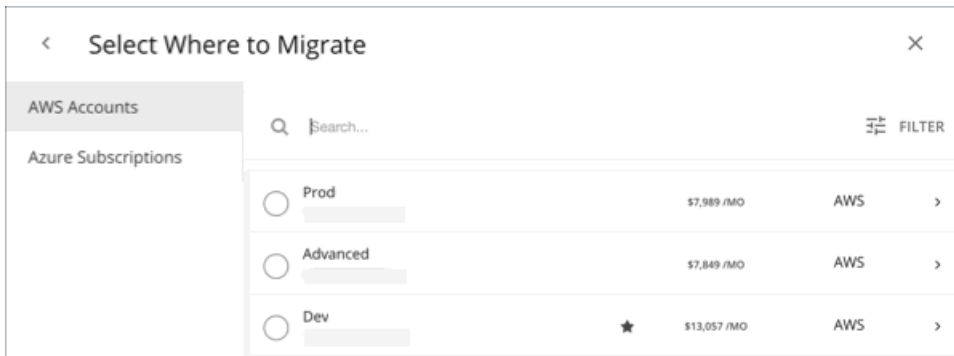 Select Where to Migrate
AWS Accounts
Azure Subscriptions
Search...
FILTER
Prod $7,989 /MO AWS
Advanced $7,849 /MO AWS
Dev $13,057 /MO AWS